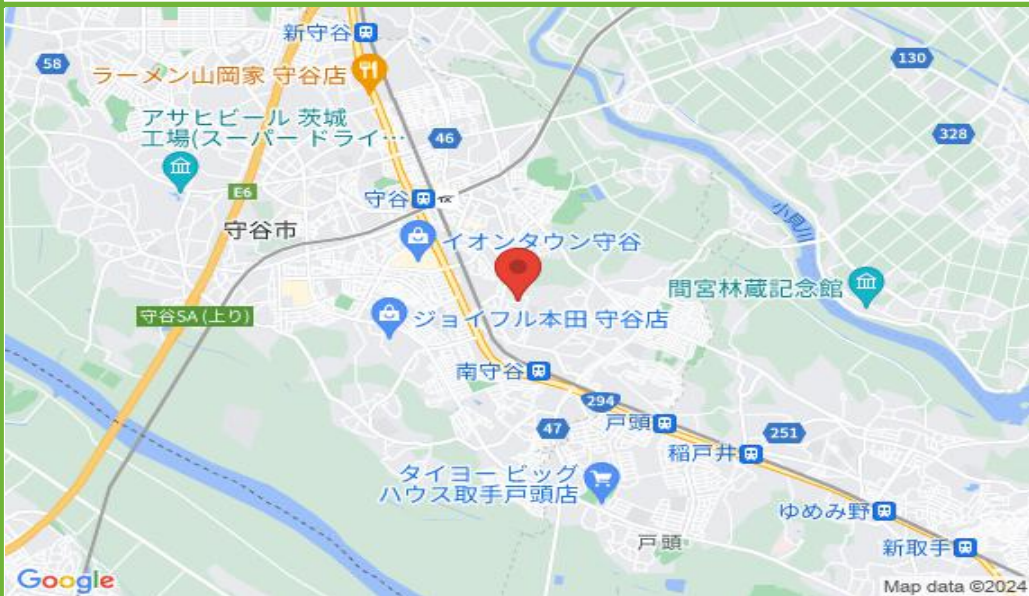 新守谷
58
ラーメン山岡家 守谷店
130
アサヒビール 茨城
工場(スーパー ドライ…
46
328
E6
守谷
守谷市
イオンタウン守谷
小貝川
間宮林蔵記念館
守谷SA (上り)
ジョイフル本田 守谷店
南守谷
294
47
戸頭
251
稲戸井
タイヨー ビッグ
ハウス取手戸頭店
ゆめみ野
戸頭
新取手
Google
Map data ©2024